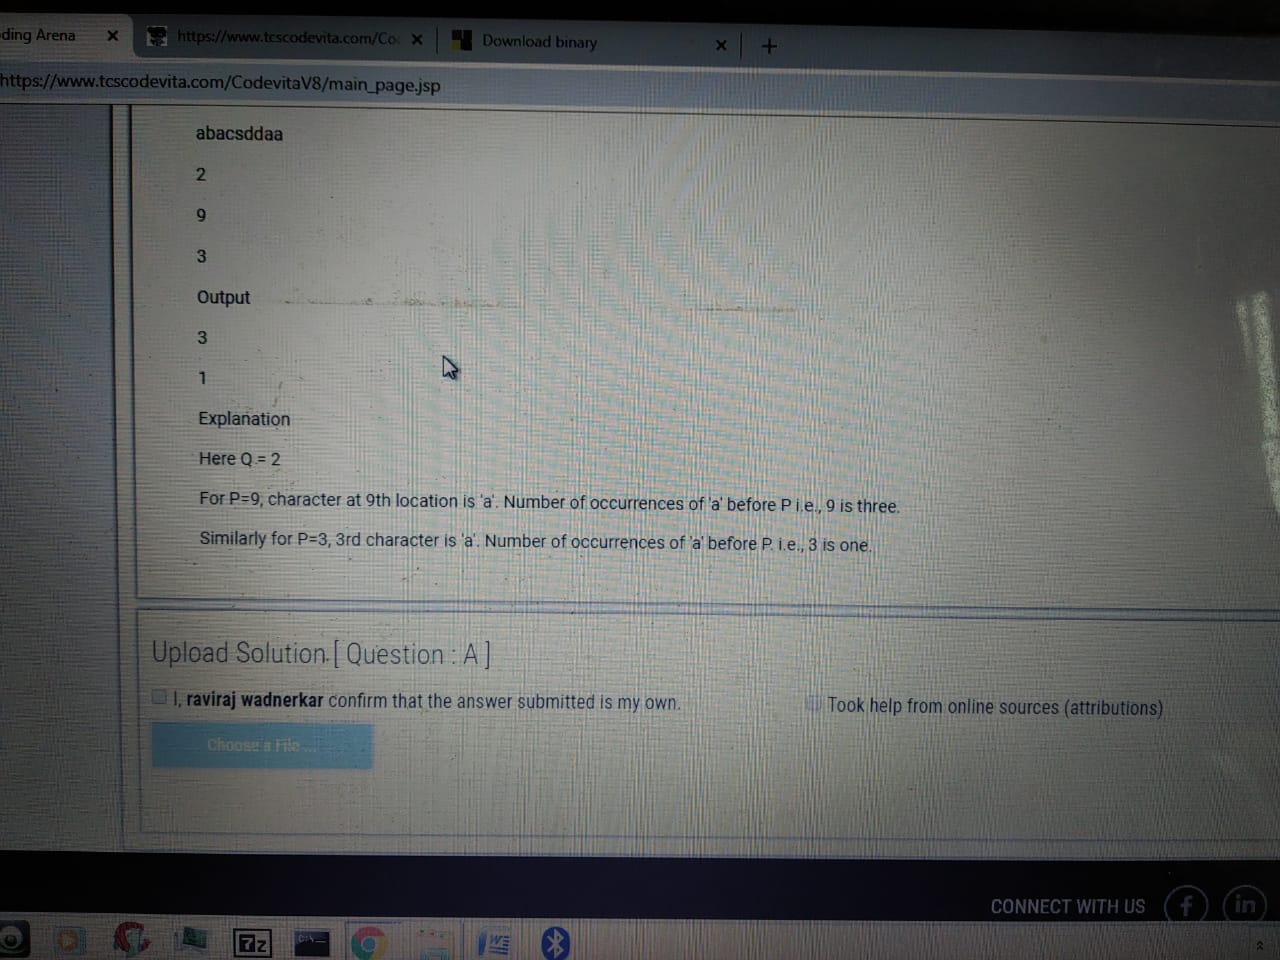 ding Arena
https://www.tcscodevita.com/Co
Download binary
https://www.tcscodevita.com/CodevitaV8/main_page.jsp
abacsddaa
2
9
3
Output
3
1
Explanation
Here Q = 2
For P=9, character at 9th location is 'a'. Number of occurrences of 'a' before P i.e., 9 is three.
Similarly for P=3, 3rd character is 'a'. Number of occurrences of 'a' before P. i.e., 3 is one.
Upload Solution [ Question : A ]
I, raviraj wadnerkar confirm that the answer submitted is my own.
Took help from online sources (attributions)
Choose a File ...
CONNECT WITH US
f
in
7z
C:\
W